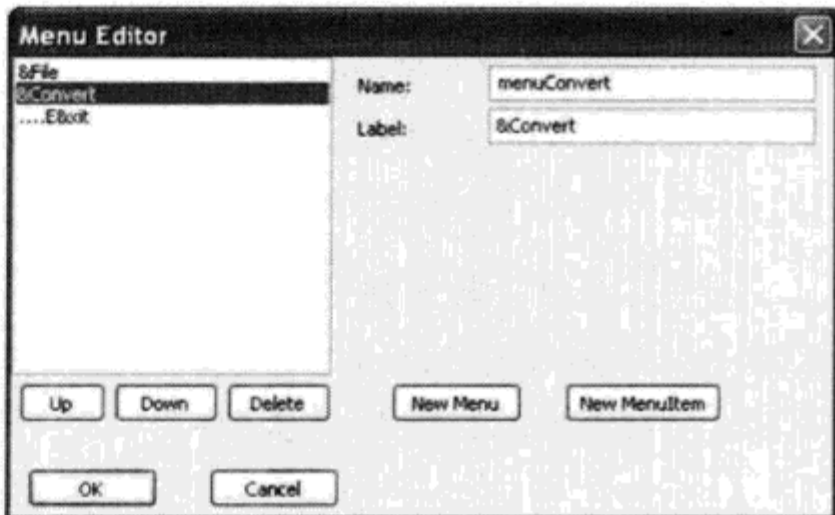 Menu Editor
&File
&Convert
....E&xit
Name: menuConvert
Label: &Convert
Up Down Delete New Menu New MenuItem
OK Cancel